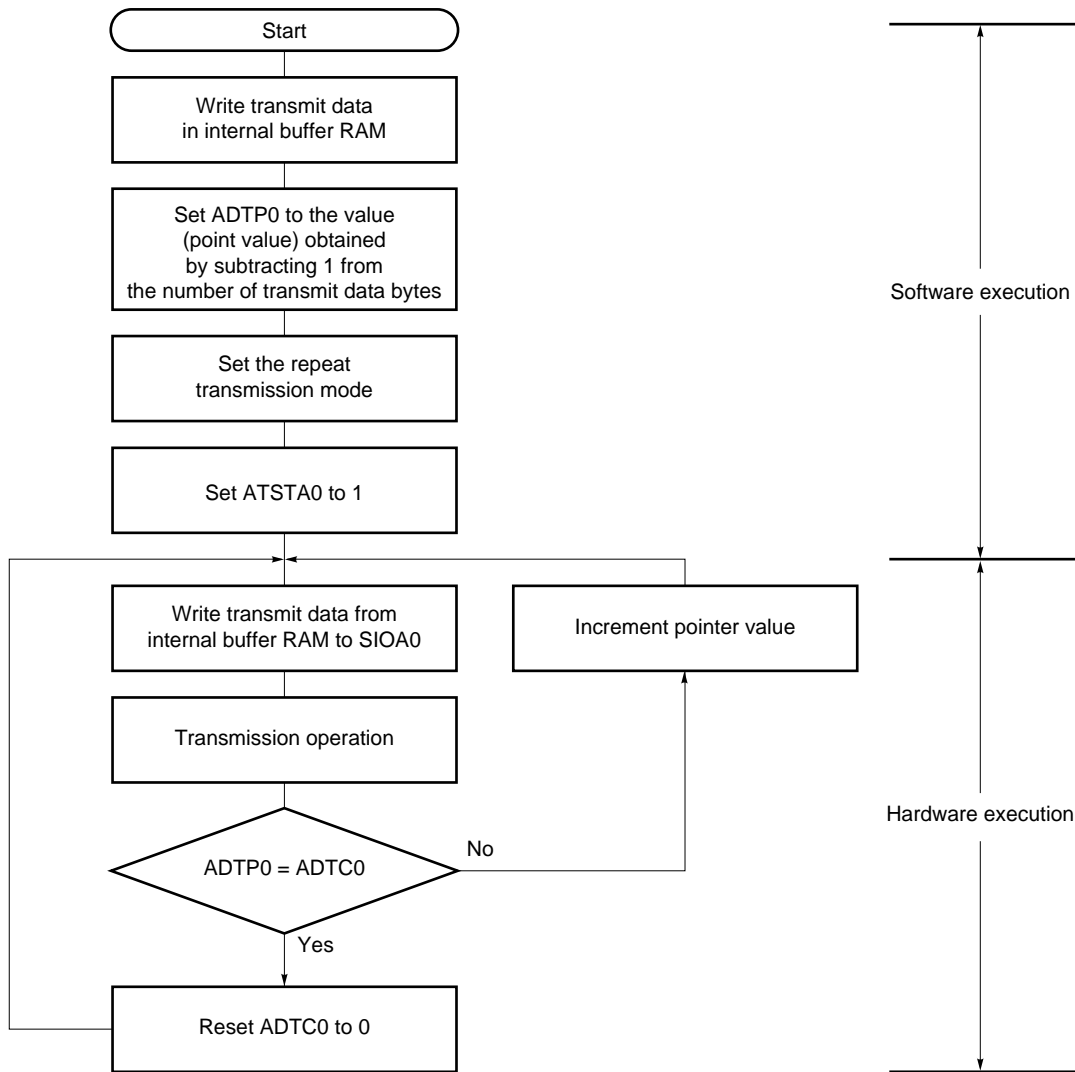 Start
Write transmit data
in internal buffer RAM
Set ADTP0 to the value
(point value) obtained
by subtracting 1 from
the number of transmit data bytes
Software execution
Set the repeat
transmission mode
Set ATSTA0 to 1
Write transmit data from
internal buffer RAM to SIOA0
Increment pointer value
Transmission operation
Hardware execution
ADTP0 = ADTC0
No
Yes
Reset ADTC0 to 0